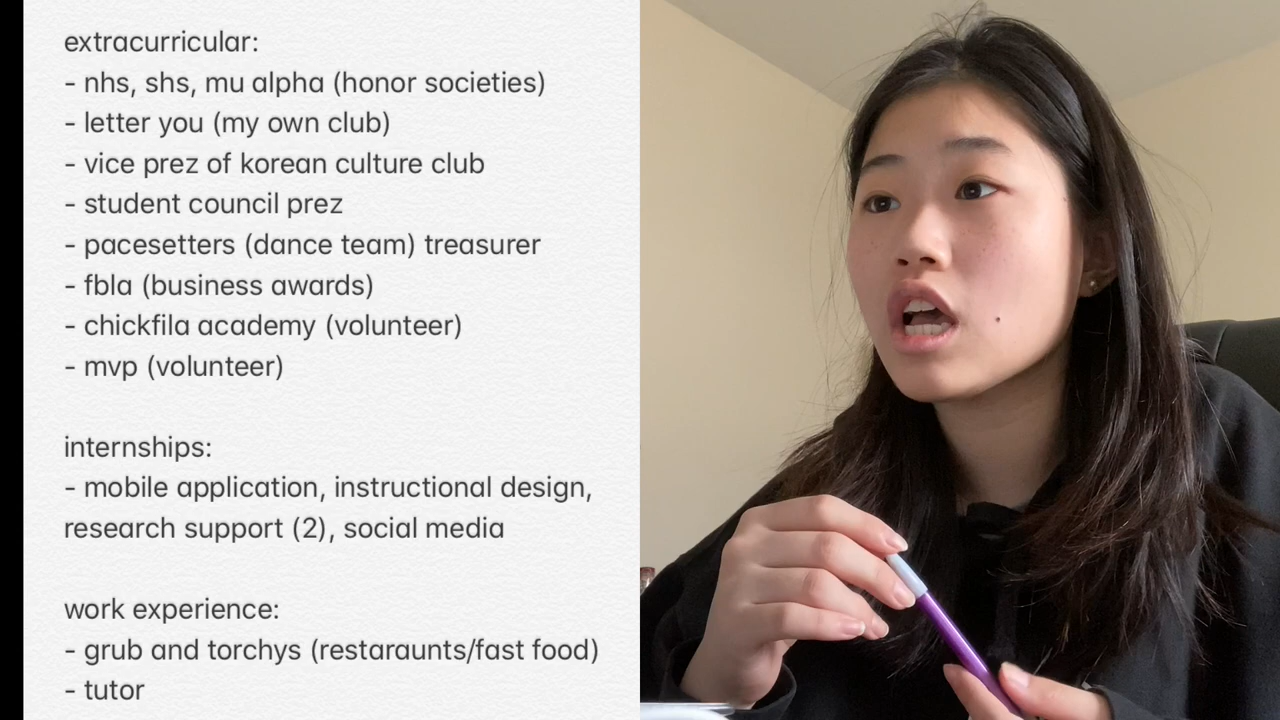 extracurricular:
- nhs, shs, mu alpha (honor societies)
- letter you (my own club)
- vice prez of korean culture club
- student council prez
- pacesetters (dance team) treasurer
- fbla (business awards)
- chickfila academy (volunteer)
- mvp (volunteer)
internships:
- mobile application, instructional design,
research support (2), social media
work experience:
- grub and torchys (restaraunts/fast food)
- tutor